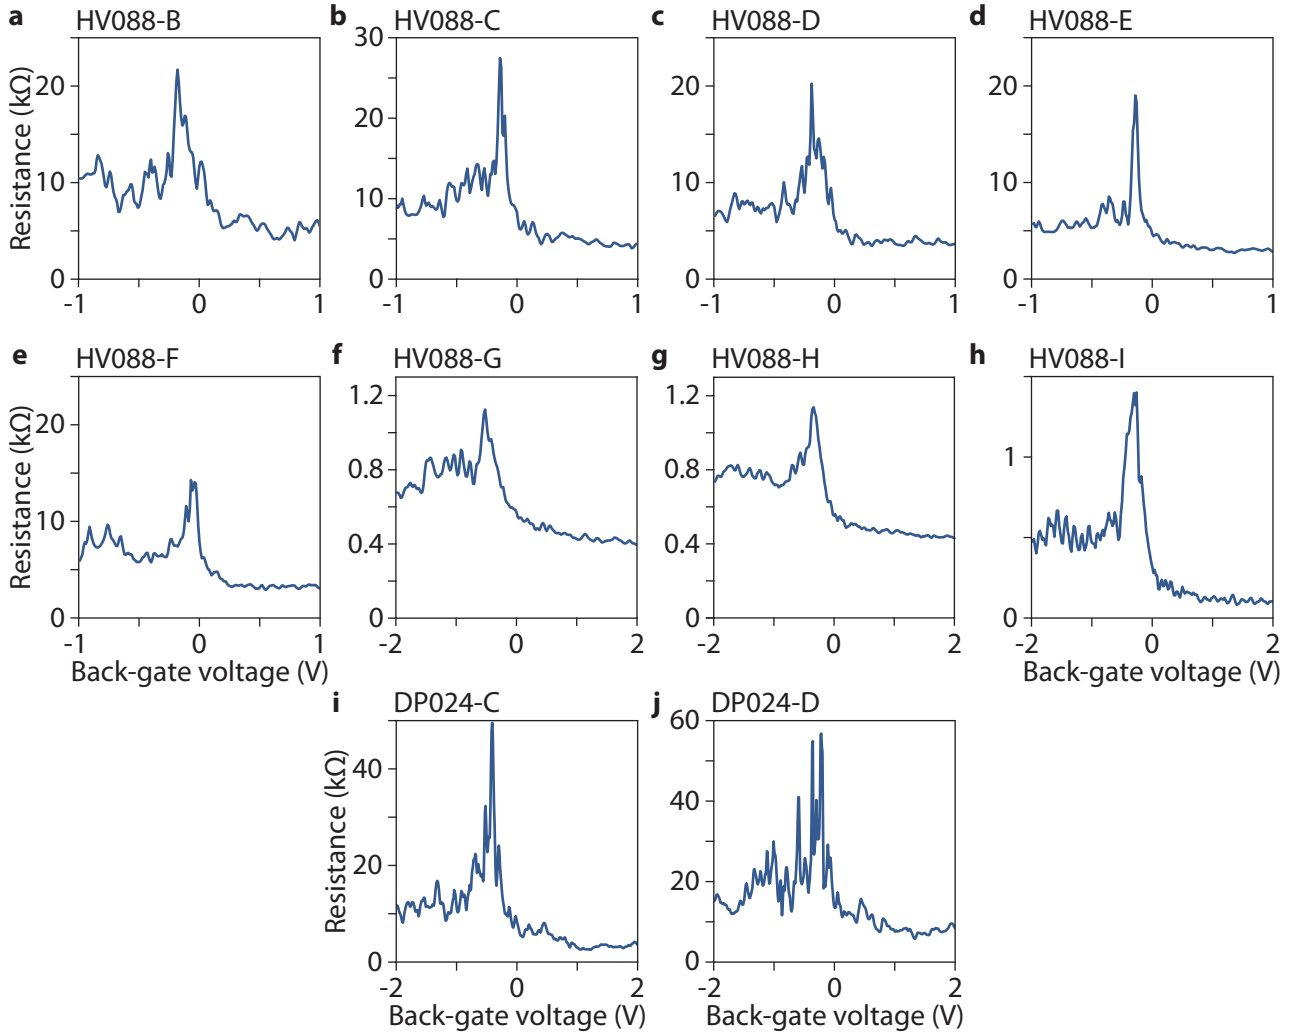 a HV088-B
b HV088-C
c HV088-D
d HV088-E
Resistance (kΩ)
20
10
0
-1 0 1
30
20
10
0
-1 0 1
20
10
0
-1 0 1
20
10
0
-1 0 1
e HV088-F
f HV088-G
g HV088-H
h HV088-I
Resistance (kΩ)
20
10
0
-1 0 1
Back-gate voltage (V)
1.2
0.8
0.4
0
-2 0 2
1.2
0.8
0.4
0
-2 0 2
1
0
-2 0 2
i DP024-C
j DP024-D
Resistance (kΩ)
40
20
0
-2 0 2
Back-gate voltage (V)
60
40
20
0
-2 0 2
Back-gate voltage (V)